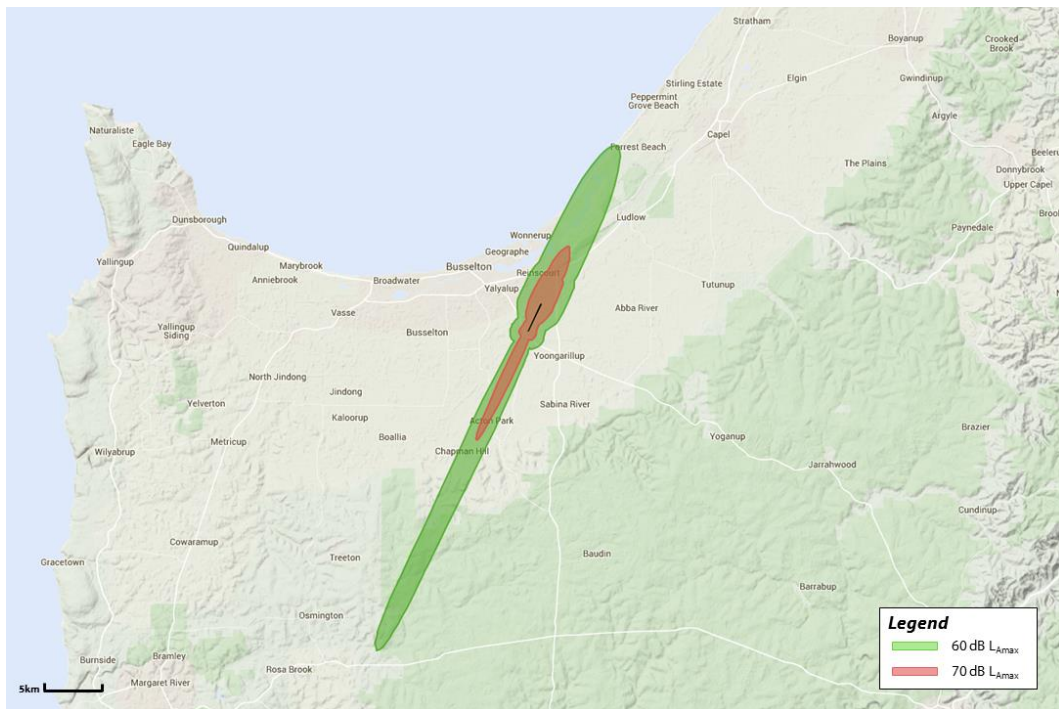 Stratham
Boyanup
Crooked
Brook
Elgin
Gwindinup
Stirling Estate
Peppermint
Grove Beach
Argyle
Capel
Naturaliste
Eagle Bay
Forrest Beach
The Plains
Donnybrook
Upper Capel
Dunsborough
Ludlow
Paynedale
Wonnerup
Quindalup
Geographe
Yallingup
Marybrook
Busselton
Reinscourt
Anniebrook
Broadwater
Yalyalup
Tutunup
Vasse
Abba River
Yallingup
Siding
Busselton
Yoongarillup
North Jindong
Jindong
Yelverton
Kaloorup
Sabina River
Acton Park
Metricup
Boallia
Yoganup
Brazier
Wilyabrup
Chapman Hill
Jarrahwood
Cundinup
Cowaramup
Treeton
Baudin
Gracetown
Barrabup
Osmington
Legend
60 dB LAmax
70 dB LAmax
Burnside
Bramley
Rosa Brook
Margaret River
5km